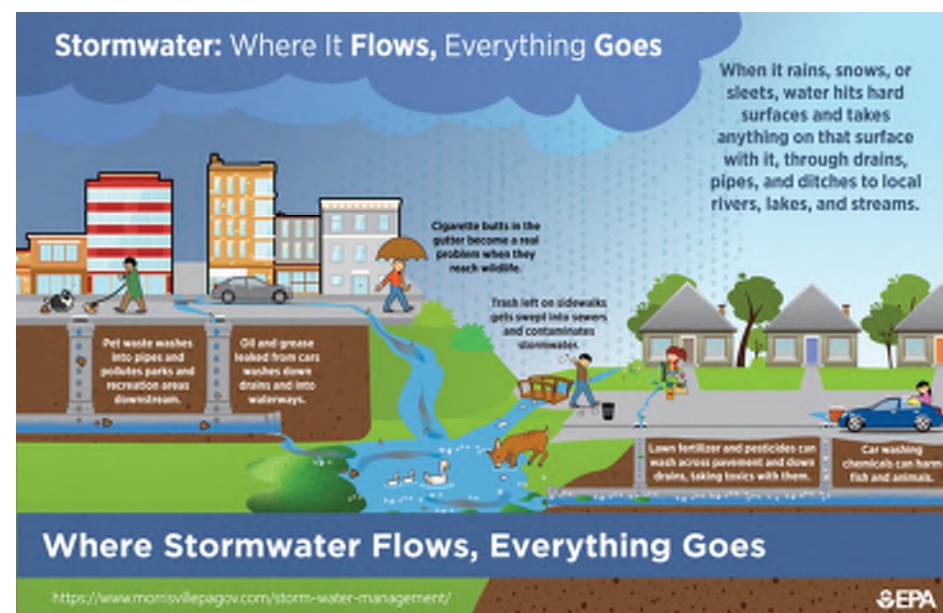 Stormwater: Where It Flows, Everything Goes
When it rains, snows, or
sleets, water hits hard
surfaces and takes
anything on that surface
with it, through drains,
pipes, and ditches to local
rivers, lakes, and streams.
Cigarette butts in the
gutter become a real
problem when they
reach wildlife.
Trash left on sidewalks
gets swept into sewers
and contaminates
stormwater.
Pet waste washes
into pipes and
pollutes parks and
recreation areas
downstream.
Oil and grease
leaked from cars
washes down
drains and into
waterways.
Lawn fertilizer and pesticides can
wash across pavement and down
drains, taking toxics with them.
Car washing
chemicals can harm
fish and animals.
Where Stormwater Flows, Everything Goes
https://www.morrisvillepagov.com/storm-water-management/
EPA